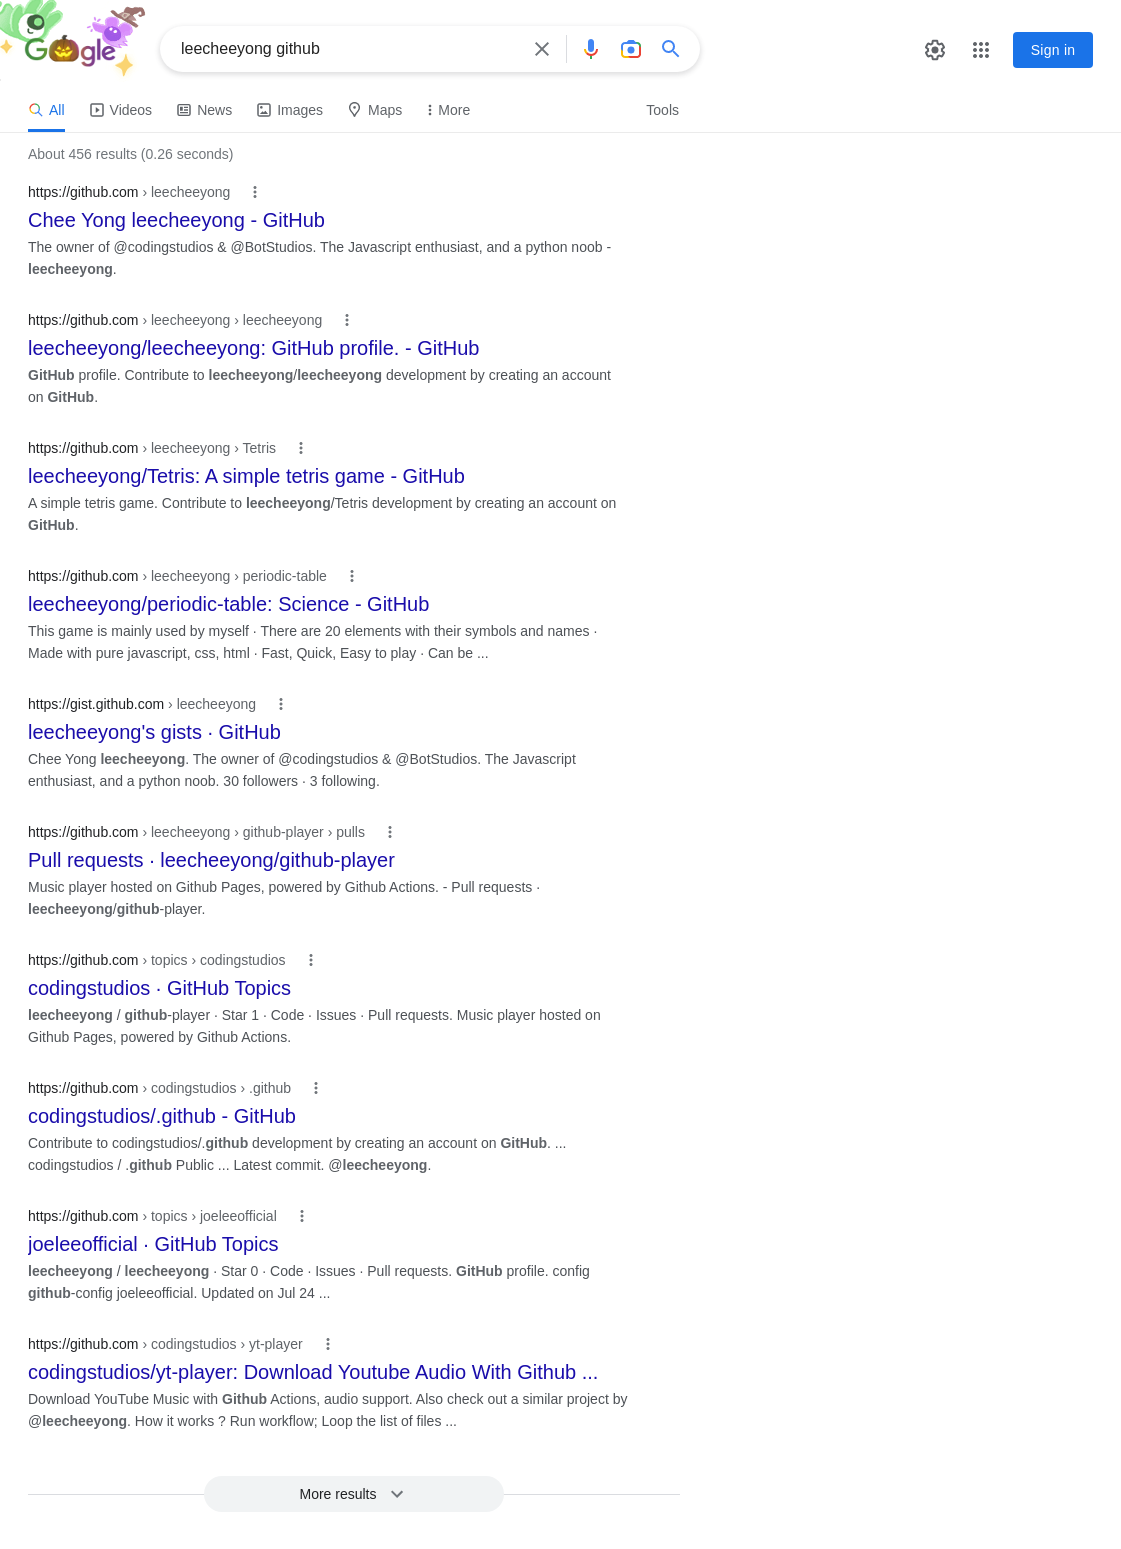 Google
leecheeyong github
Sign in
All Videos News Images Maps More Tools
About 456 results (0.26 seconds)
https://github.com › leecheeyong
Chee Yong leecheeyong - GitHub
The owner of @codingstudios & @BotStudios. The Javascript enthusiast, and a python noob -
leecheeyong.
https://github.com › leecheeyong › leecheeyong
leecheeyong/leecheeyong: GitHub profile. - GitHub
GitHub profile. Contribute to leecheeyong/leecheeyong development by creating an account
on GitHub.
https://github.com › leecheeyong › Tetris
leecheeyong/Tetris: A simple tetris game - GitHub
A simple tetris game. Contribute to leecheeyong/Tetris development by creating an account on
GitHub.
https://github.com › leecheeyong › periodic-table
leecheeyong/periodic-table: Science - GitHub
This game is mainly used by myself · There are 20 elements with their symbols and names ·
Made with pure javascript, css, html · Fast, Quick, Easy to play · Can be ...
https://gist.github.com › leecheeyong
leecheeyong's gists · GitHub
Chee Yong leecheeyong. The owner of @codingstudios & @BotStudios. The Javascript
enthusiast, and a python noob. 30 followers · 3 following.
https://github.com › leecheeyong › github-player › pulls
Pull requests · leecheeyong/github-player
Music player hosted on Github Pages, powered by Github Actions. - Pull requests ·
leecheeyong/github-player.
https://github.com › topics › codingstudios
codingstudios · GitHub Topics
leecheeyong / github-player · Star 1 · Code · Issues · Pull requests. Music player hosted on
Github Pages, powered by Github Actions.
https://github.com › codingstudios › .github
codingstudios/.github - GitHub
Contribute to codingstudios/.github development by creating an account on GitHub. ...
codingstudios / .github Public ... Latest commit. @leecheeyong.
https://github.com › topics › joeleeofficial
joeleeofficial · GitHub Topics
leecheeyong / leecheeyong · Star 0 · Code · Issues · Pull requests. GitHub profile. config
github-config joeleeofficial. Updated on Jul 24 ...
https://github.com › codingstudios › yt-player
codingstudios/yt-player: Download Youtube Audio With Github ...
Download YouTube Music with Github Actions, audio support. Also check out a similar project by
@leecheeyong. How it works ? Run workflow; Loop the list of files ...
More results